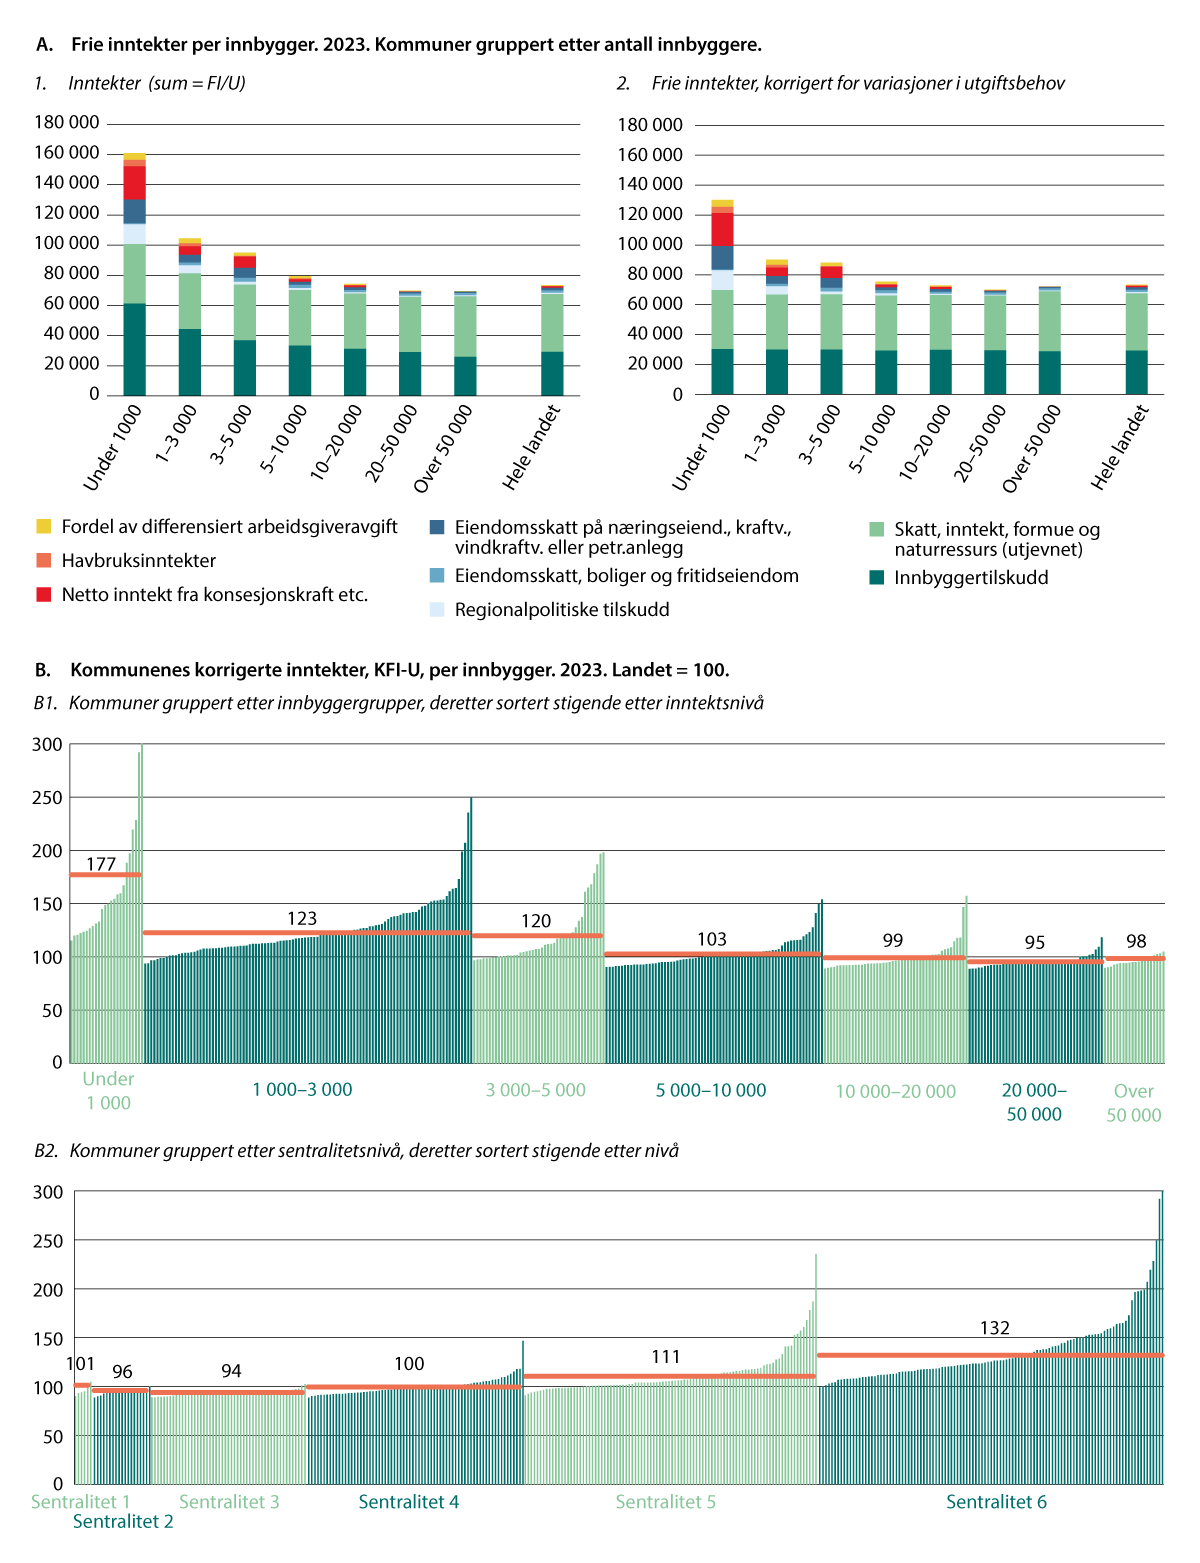 A. Frie inntekter per innbygger. 2023. Kommuner gruppert etter antall innbyggere.
1. Inntekter (sum = FI/U)
180 000
160 000
140 000
120 000
100 000
80 000
60 000
40 000
20 000
0
Under 1000
1–3 000
3–5 000
5–10 000
10–20 000
20–50 000
Over 50 000
Hele landet
2. Frie inntekter, korrigert for variasjoner i utgiftsbehov
180 000
160 000
140 000
120 000
100 000
80 000
60 000
40 000
20 000
0
Under 1000
1–3 000
3–5 000
5–10 000
10–20 000
20–50 000
Over 50 000
Hele landet
Fordel av differensiert arbeidsgiveravgift
Havbruksinntekter
Netto inntekt fra konsesjonskraft etc.
Eiendomsskatt på næringseiend., kraftv.,
vindkraftv. eller petr.anlegg
Eiendomsskatt, boliger og fritidseiendom
Regionalpolitiske tilskudd
Skatt, inntekt, formue og
naturressurs (utjevnet)
Innbyggertilskudd
B. Kommunenes korrigerte inntekter, KFI-U, per innbygger. 2023. Landet = 100.
B1. Kommuner gruppert etter innbyggergrupper, deretter sortert stigende etter inntektsnivå
300
250
200
150
100
50
0
177
123
120
103
99
95
98
Under
1 000
1 000–3 000
3 000–5 000
5 000–10 000
10 000–20 000
20 000–
50 000
Over
50 000
B2. Kommuner gruppert etter sentralitetsnivå, deretter sortert stigende etter nivå
300
250
200
150
100
50
0
101
96
94
100
111
132
Sentralitet 1
Sentralitet 2
Sentralitet 3
Sentralitet 4
Sentralitet 5
Sentralitet 6